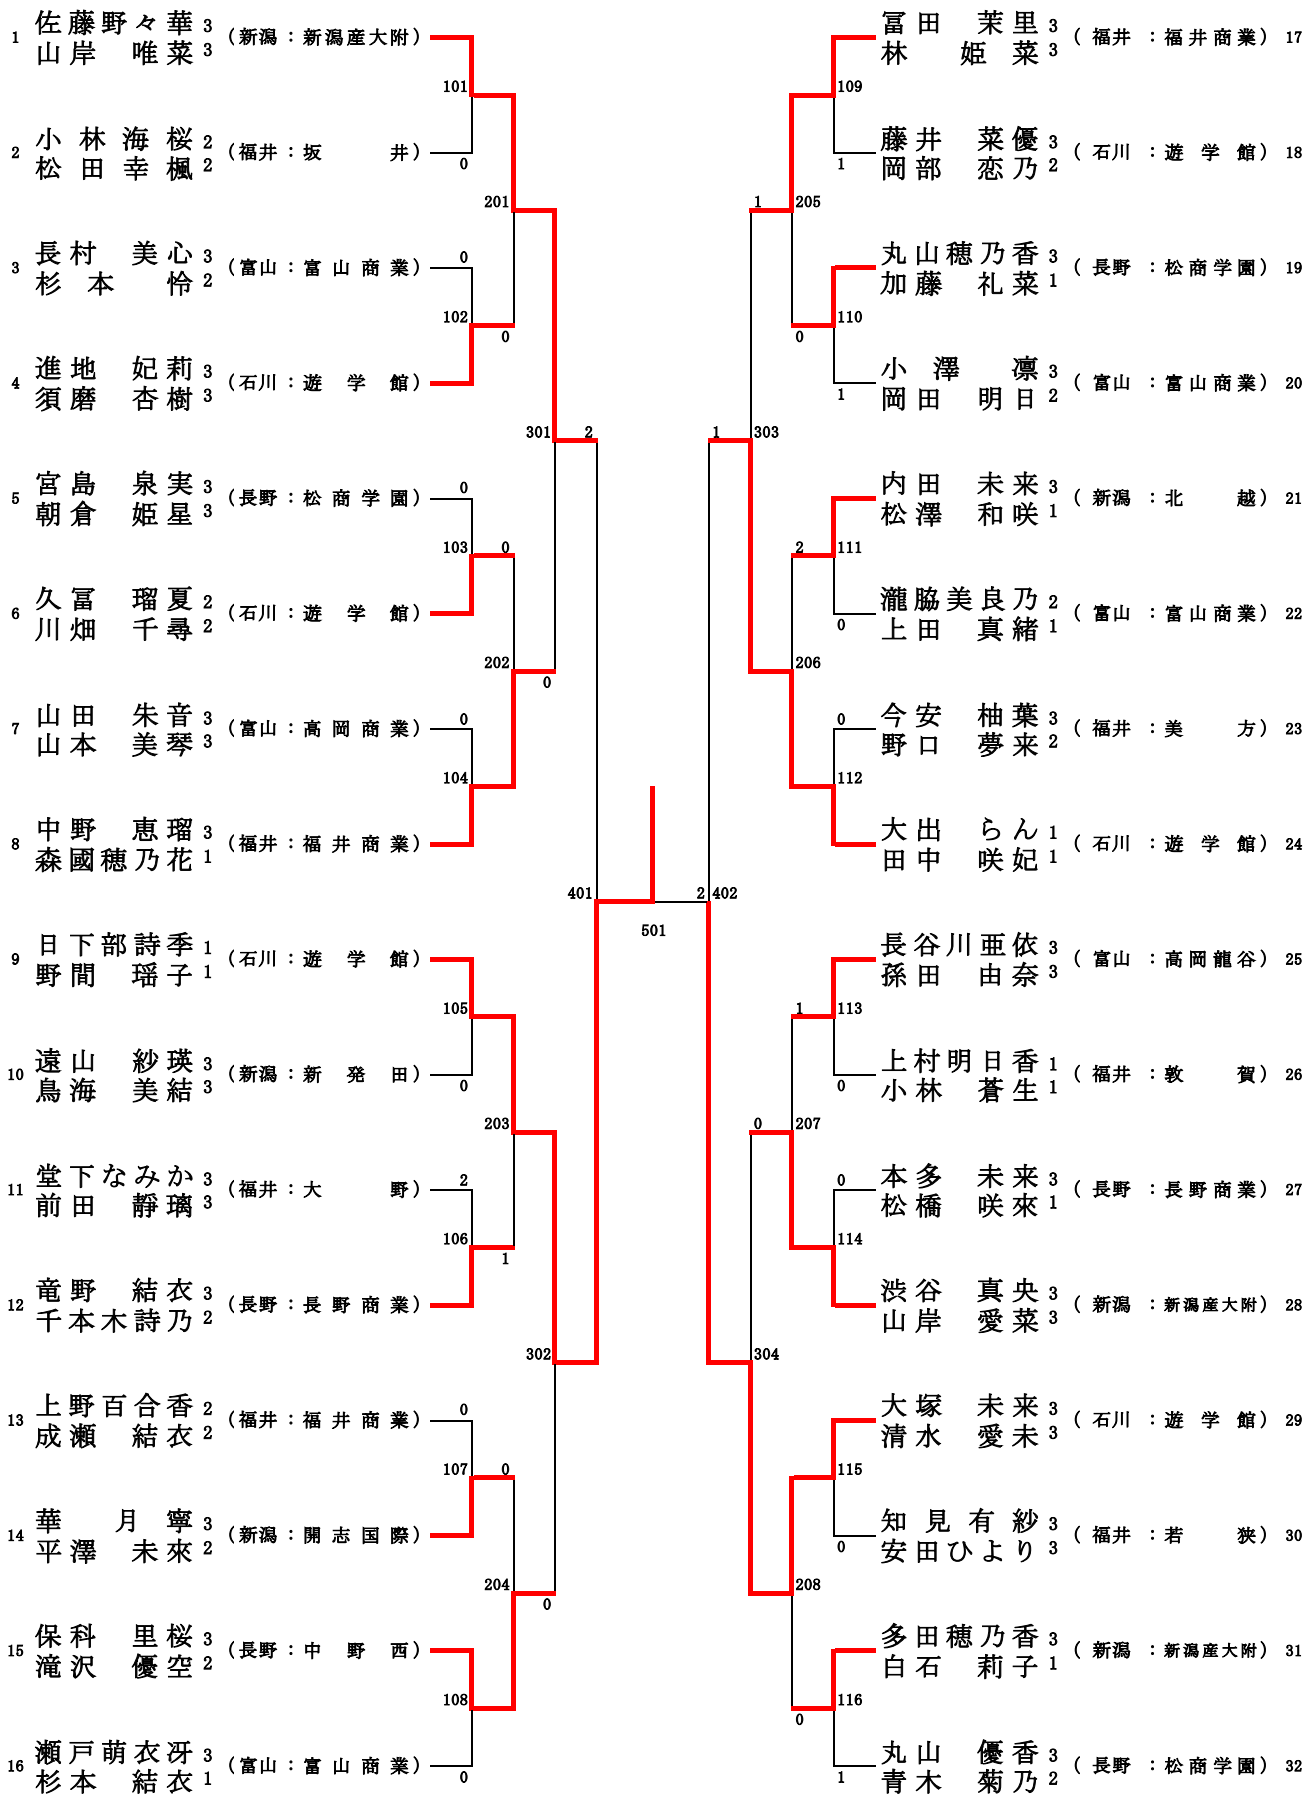 1 佐藤野々華 3 (新潟：新潟産大附)
山岸 唯菜 3
101
2 小林海桜 2 (福井：坂井)
松田幸楓 2
0
201
3 長村 美心 3 (富山：富山商業) 0
杉本 怜 2
102
0
4 進地 妃莉 3 (石川：遊学館)
須磨 杏樹 3
301 2
5 宮島 泉実 3 (長野：松商学園) 0
朝倉 姫星 3
103 0
6 久冨 瑠夏 2 (石川：遊学館)
川畑 千尋 2
202 0
7 山田 朱音 3 (富山：高岡商業) 0
山本 美琴 3
104
8 中野 恵瑠 3 (福井：福井商業)
森國穂乃花 1
401
9 日下部詩季 1 (石川：遊学館)
野間 瑶子 1
105
10 遠山 紗瑛 3 (新潟：新発田)
鳥海 美結 3
0
203
11 堂下なみか 3 (福井：大野) 2
前田 靜璃 3
106
1
12 竜野 結衣 3 (長野：長野商業)
千本木詩乃 2
302
13 上野百合香 2 (福井：福井商業) 0
成瀬 結衣 2
107 0
14 華 月寧 3 (新潟：開志国際)
平澤 未來 2
204 0
15 保科 里桜 3 (長野：中野西)
滝沢 優空 2
108
16 瀬戸萌衣冴 3 (富山：富山商業)
杉本 結衣 1
0
501
冨田 茉里 3 (福井：福井商業) 17
林 姫菜 3
109
藤井 菜優 3 (石川：遊学館) 18
岡部 恋乃 2
1
1 205
丸山穂乃香 3 (長野：松商学園) 19
加藤 礼菜 1
110
0
小澤 凛 3 (富山：富山商業) 20
岡田 明日 2
1
1 303
内田 未来 3 (新潟：北越) 21
松澤 和咲 1
2 111
瀧脇美良乃 2 (富山：富山商業) 22
上田 真緒 1
0
206
0 今安 柚葉 3 (福井：美方) 23
野口 夢来 2
112
大出 らん 1 (石川：遊学館) 24
田中 咲妃 1
2 402
長谷川亜依 3 (富山：高岡龍谷) 25
孫田 由奈 3
1 113
上村明日香 1 (福井：敦賀) 26
小林 蒼生 1
0
0 207
0 本多 未来 3 (長野：長野商業) 27
松橋 咲來 1
114
渋谷 真央 3 (新潟：新潟産大附) 28
山岸 愛菜 3
304
大塚 未来 3 (石川：遊学館) 29
清水 愛未 3
115
知見有紗 3 (福井：若狭) 30
安田ひより 3
0
208
多田穂乃香 3 (新潟：新潟産大附) 31
白石 莉子 1
116
0
丸山 優香 3 (長野：松商学園) 32
青木 菊乃 2
1